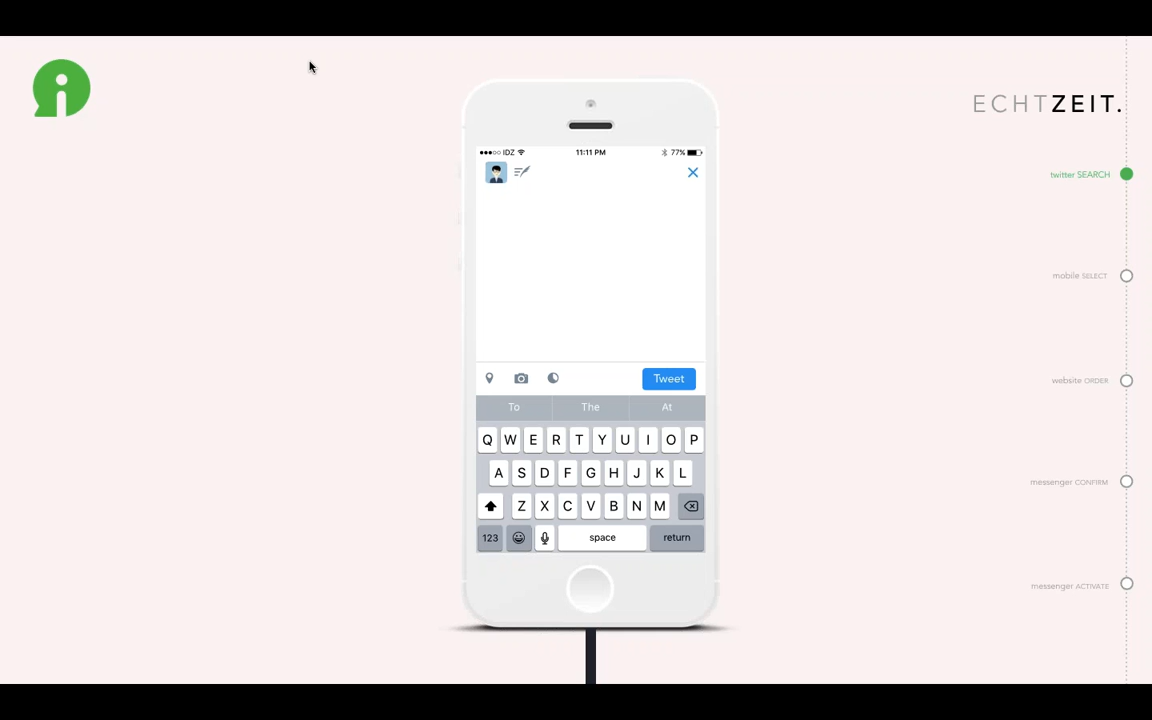 i
ECHTZEIT.
IDZ
11:11 PM
77%
twitter SEARCH
mobile SELECT
website ORDER
messenger CONFIRM
messenger ACTIVATE
Tweet
To The At
Q W E R T Y U I O P
A S D F G H J K L
Z X C V B N M
123 space return